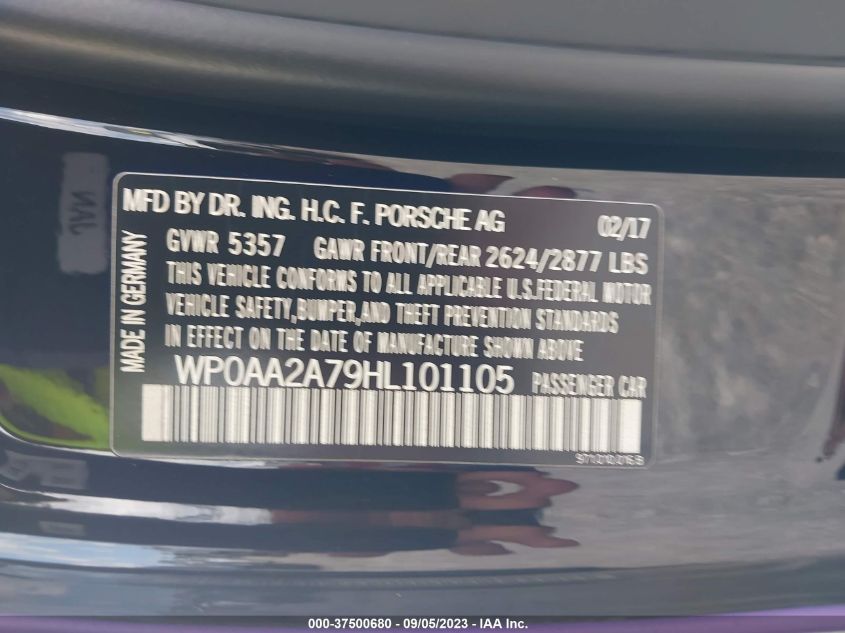 MFD BY DR. ING. H.C. F. PORSCHE AG 02/17
MADE IN GERMANY
GVWR 5357 GAWR FRONT/REAR 2624/2877 LBS
THIS VEHICLE CONFORMS TO ALL APPLICABLE U.S.FEDERAL MOTOR
VEHICLE SAFETY,BUMPER,AND THEFT PREVENTION STANDARDS
IN EFFECT ON THE DATE OF MANUFACTURE SHOWN ABOVE
WP0AA2A79HL101105 PASSENGER CAR
000-37500680 - 09/05/2023 - IAA Inc.